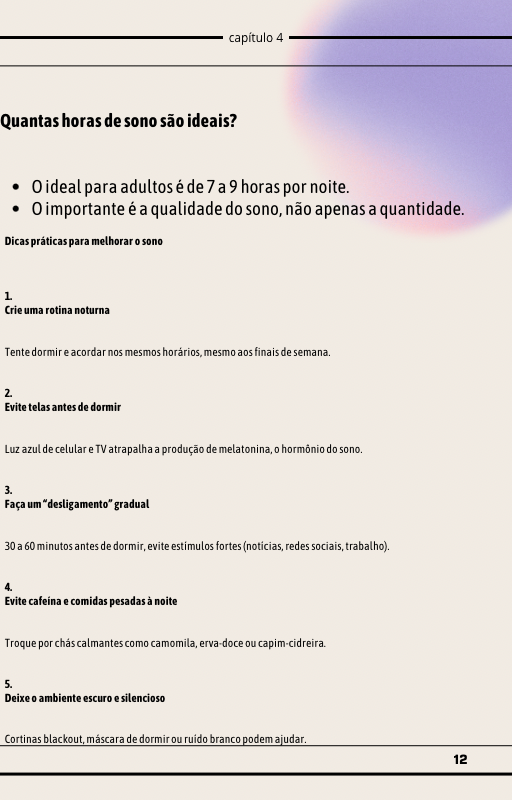 capítulo 4
Quantas horas de sono são ideais?
• O ideal para adultos é de 7 a 9 horas por noite.
• O importante é a qualidade do sono, não apenas a quantidade.
Dicas práticas para melhorar o sono
1.
Crie uma rotina noturna
Tente dormir e acordar nos mesmos horários, mesmo aos finais de semana.
2.
Evite telas antes de dormir
Luz azul de celular e TV atrapalha a produção de melatonina, o hormônio do sono.
3.
Faça um “desligamento” gradual
30 a 60 minutos antes de dormir, evite estímulos fortes (notícias, redes sociais, trabalho).
4.
Evite cafeína e comidas pesadas à noite
Troque por chás calmantes como camomila, erva-doce ou capim-cidreira.
5.
Deixe o ambiente escuro e silencioso
Cortinas blackout, máscara de dormir ou ruído branco podem ajudar.
12